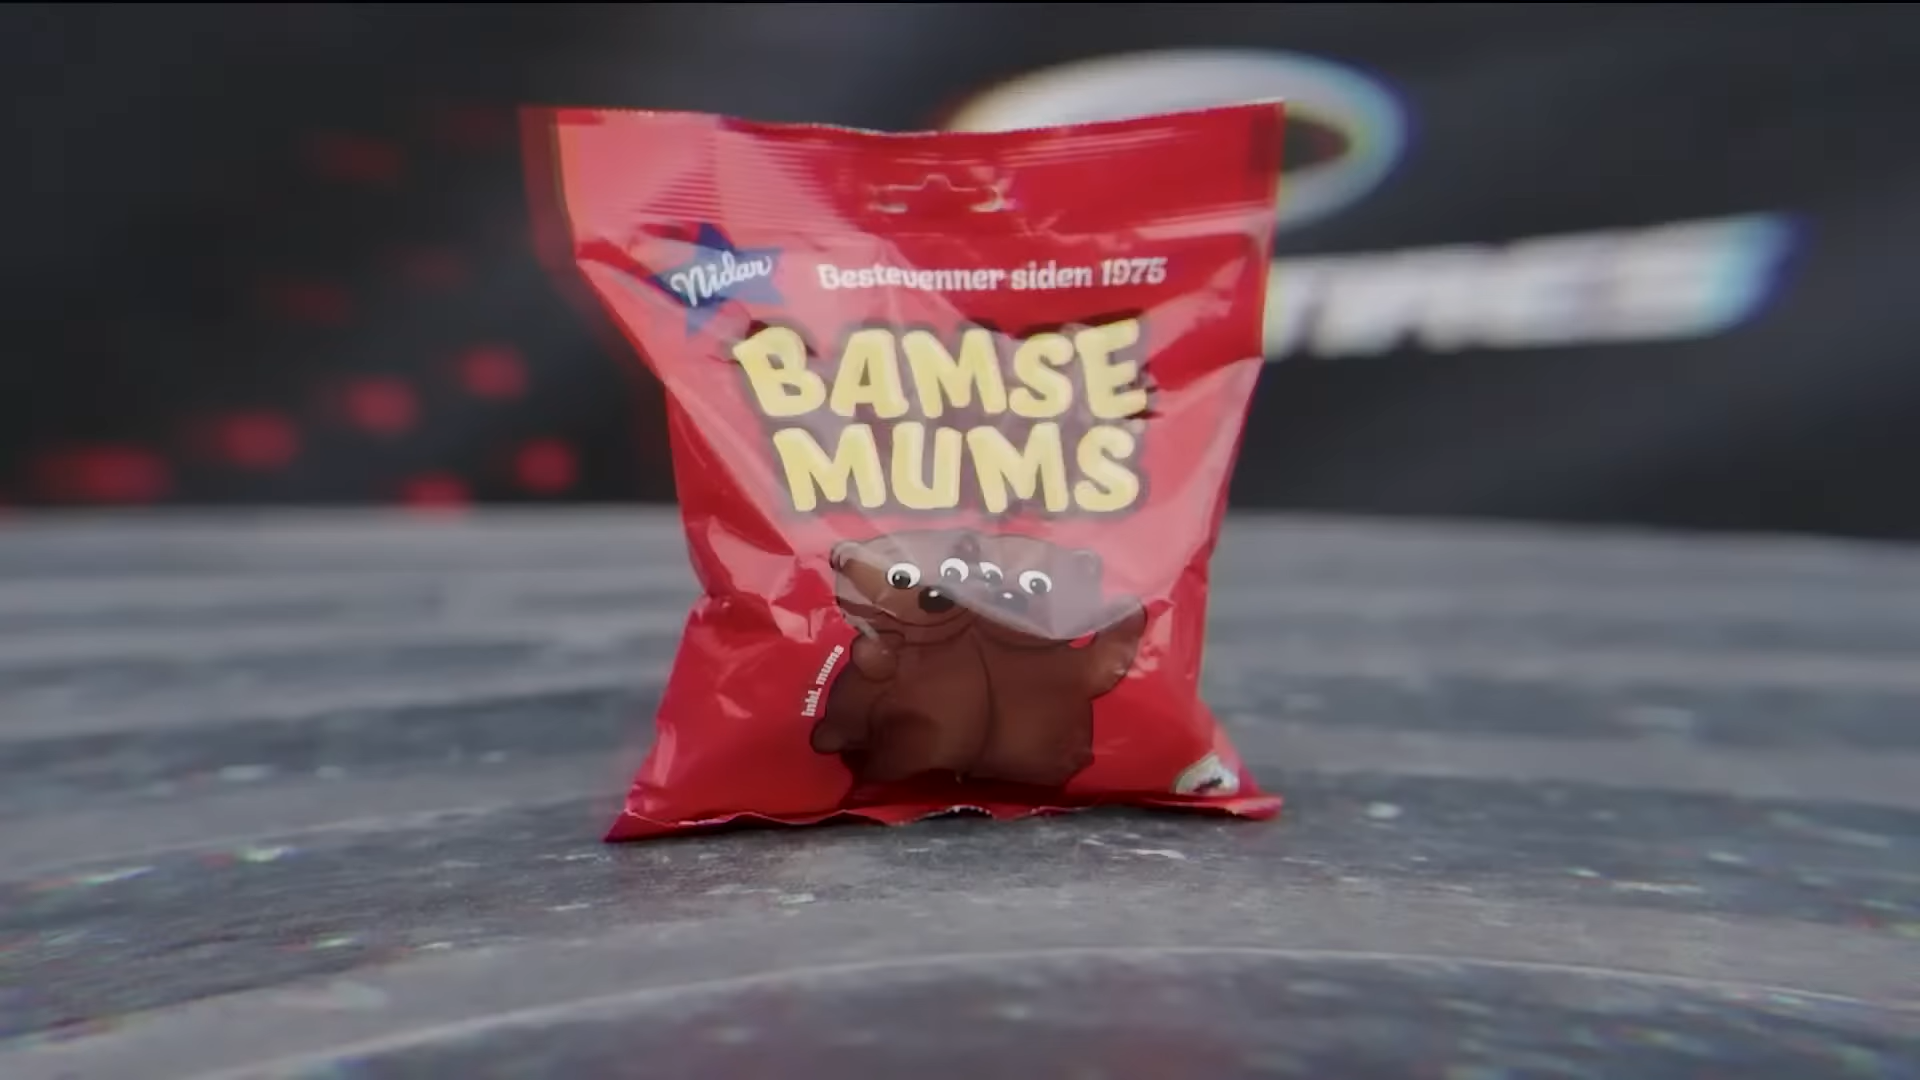 Nidar
Bestevenner siden 1975
BAMSE
MUMS
inkl. mums